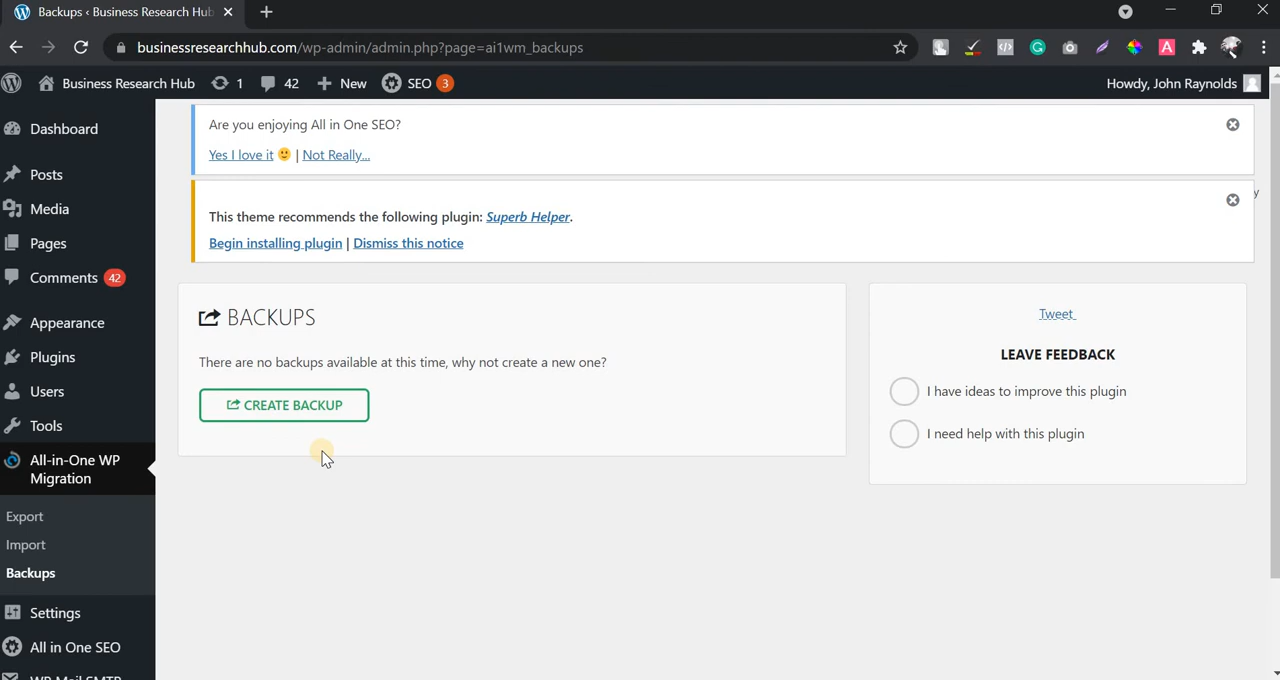 Backups < Business Research Hub
businessresearchhub.com/wp-admin/admin.php?page=ai1wm_backups
Business Research Hub 1 42 New SEO 3 Howdy, John Raynolds
Dashboard
Posts
Media
Pages
Comments 42
Appearance
Plugins
Users
Tools
All-in-One WP
Migration
Export
Import
Backups
Settings
All in One SEO
WP Mail SMTP
Are you enjoying All in One SEO?
Yes I love it 🙂 | Not Really...
This theme recommends the following plugin: Superb Helper.
Begin installing plugin | Dismiss this notice
y
BACKUPS
There are no backups available at this time, why not create a new one?
CREATE BACKUP
Tweet
LEAVE FEEDBACK
I have ideas to improve this plugin
I need help with this plugin